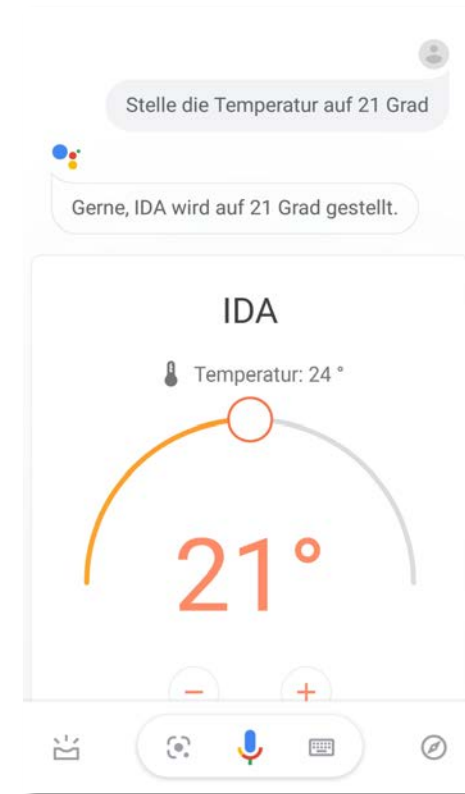 Stelle die Temperatur auf 21 Grad
Gerne, IDA wird auf 21 Grad gestellt.
IDA
Temperatur: 24 °
21°
− +